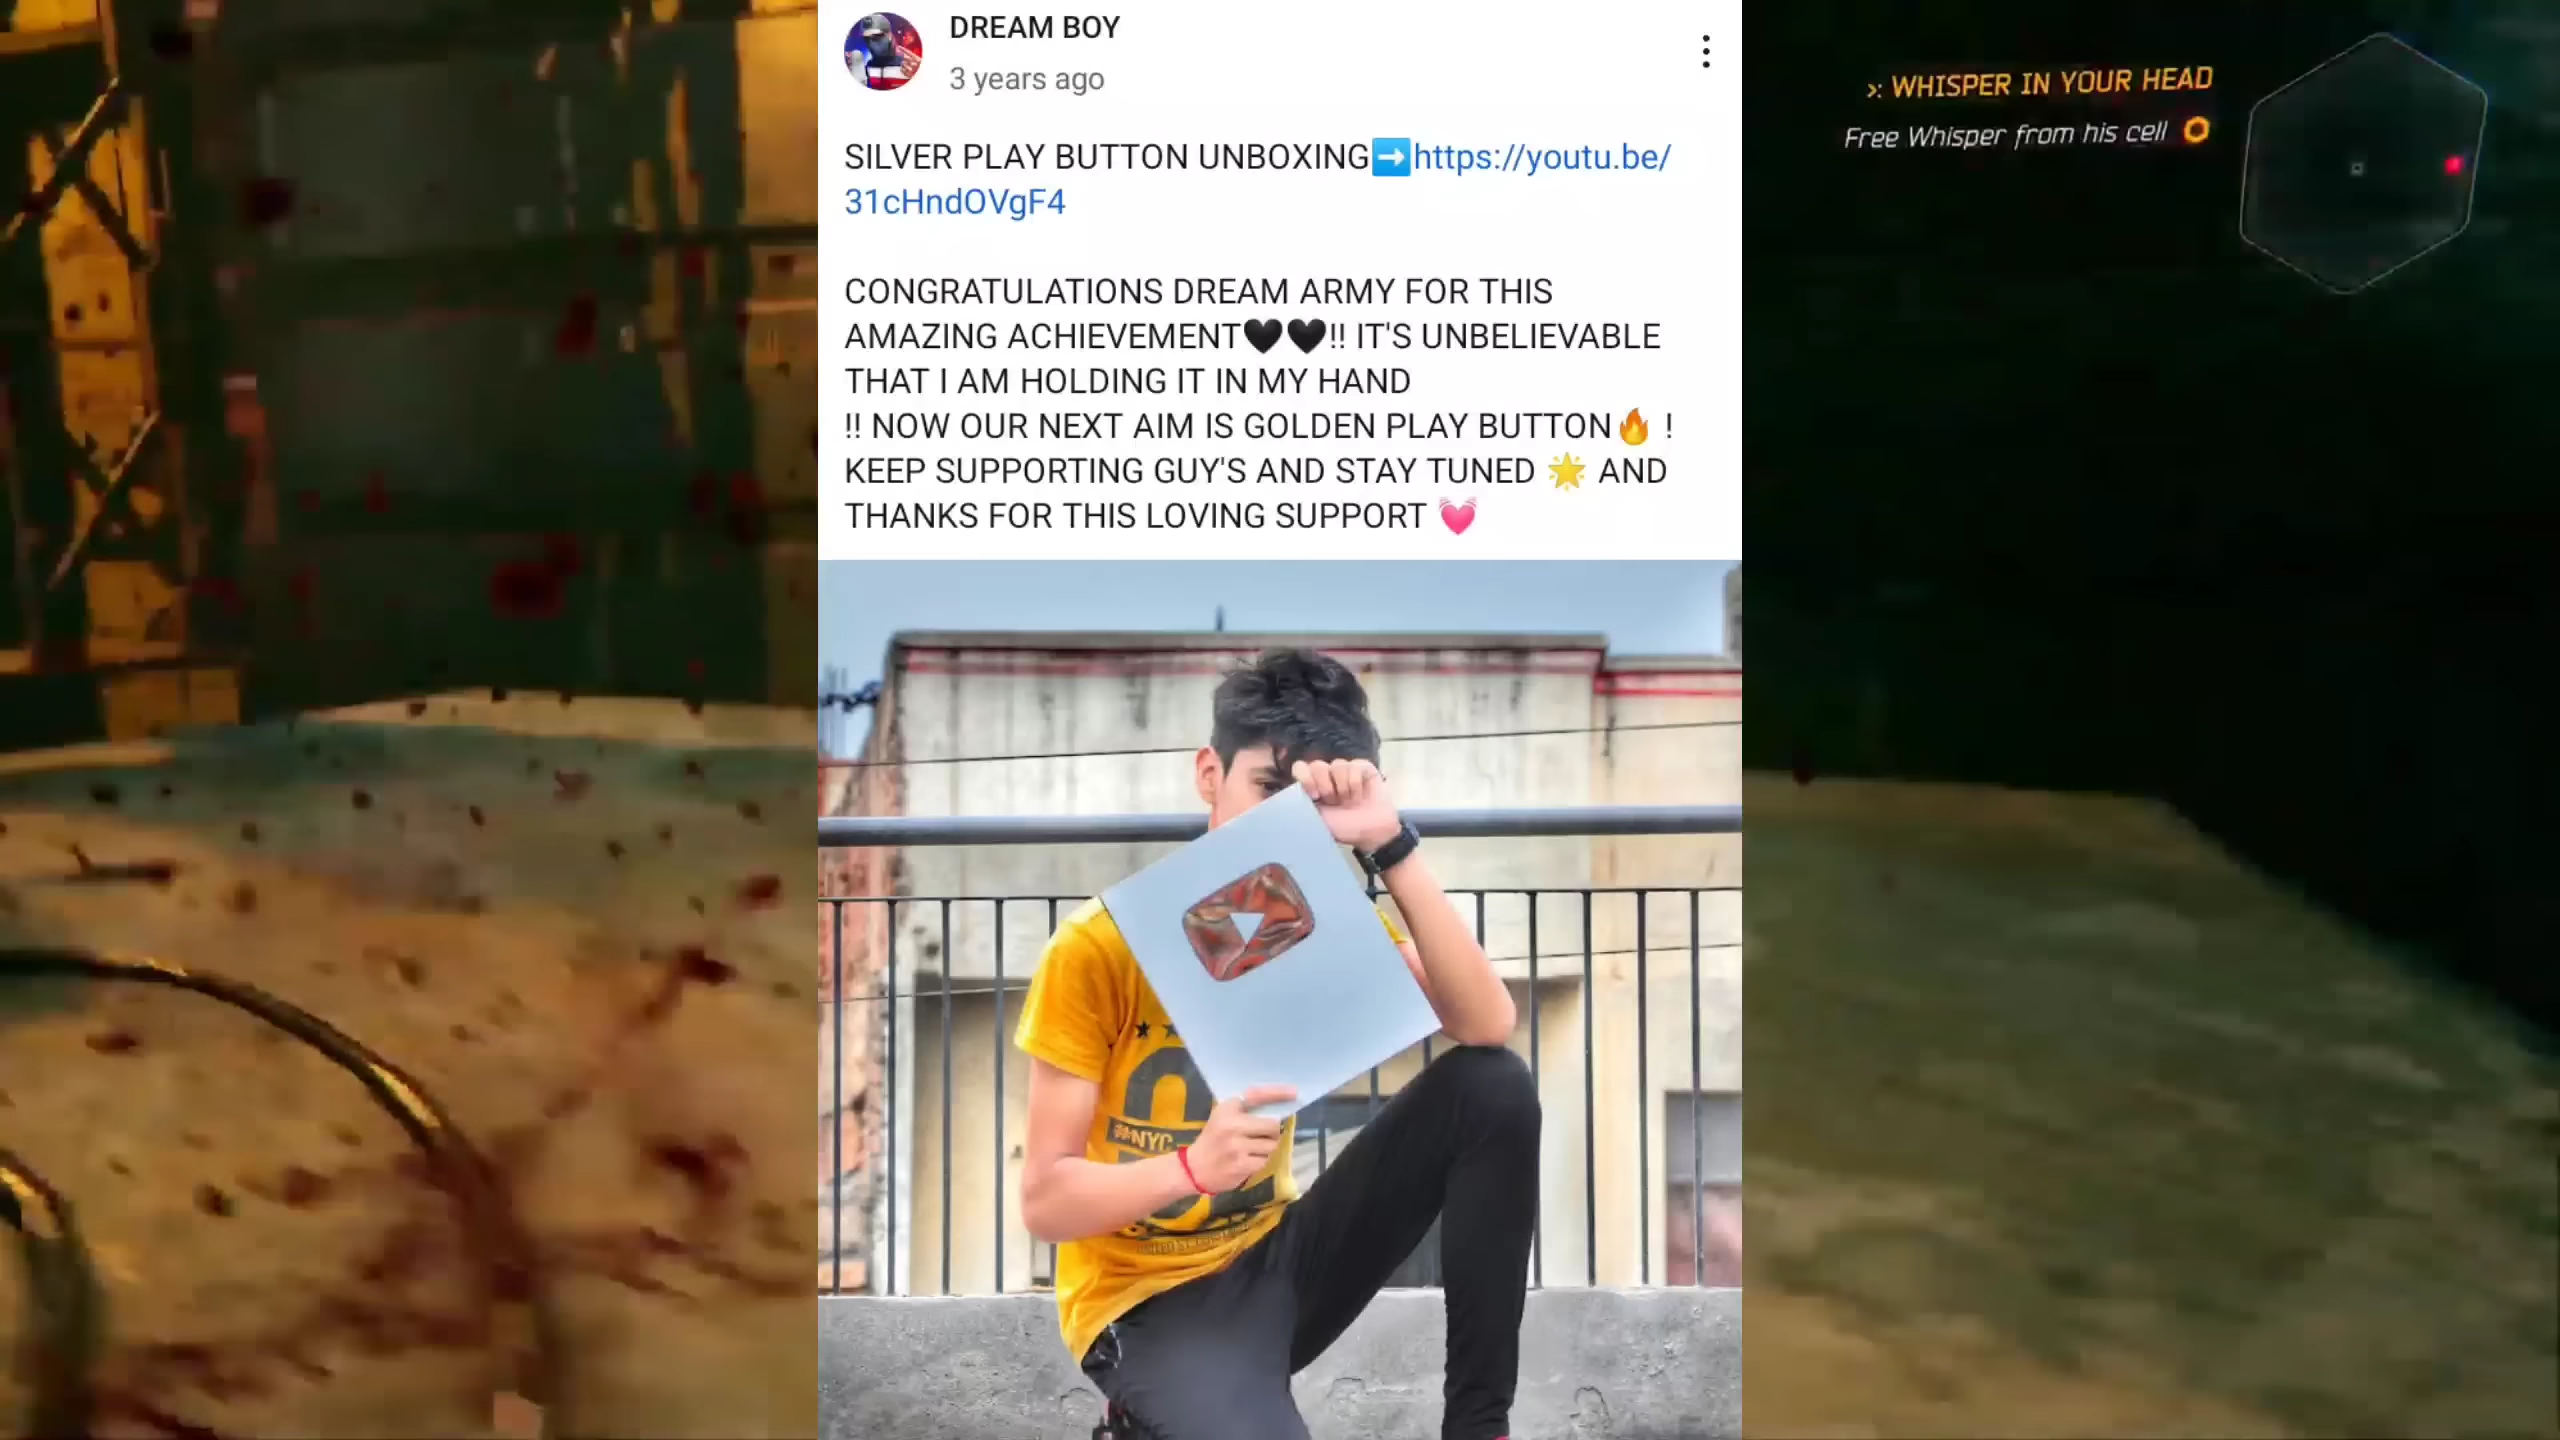 DREAM BOY
3 years ago
SILVER PLAY BUTTON UNBOXING➡️https://youtu.be/
31cHndOVgF4
CONGRATULATIONS DREAM ARMY FOR THIS
AMAZING ACHIEVEMENT🖤🖤!! IT'S UNBELIEVABLE
THAT I AM HOLDING IT IN MY HAND
!! NOW OUR NEXT AIM IS GOLDEN PLAY BUTTON🔥 !
KEEP SUPPORTING GUY'S AND STAY TUNED 🌟 AND
THANKS FOR THIS LOVING SUPPORT 💓
#NYC
>: WHISPER IN YOUR HEAD
Free Whisper from his cell